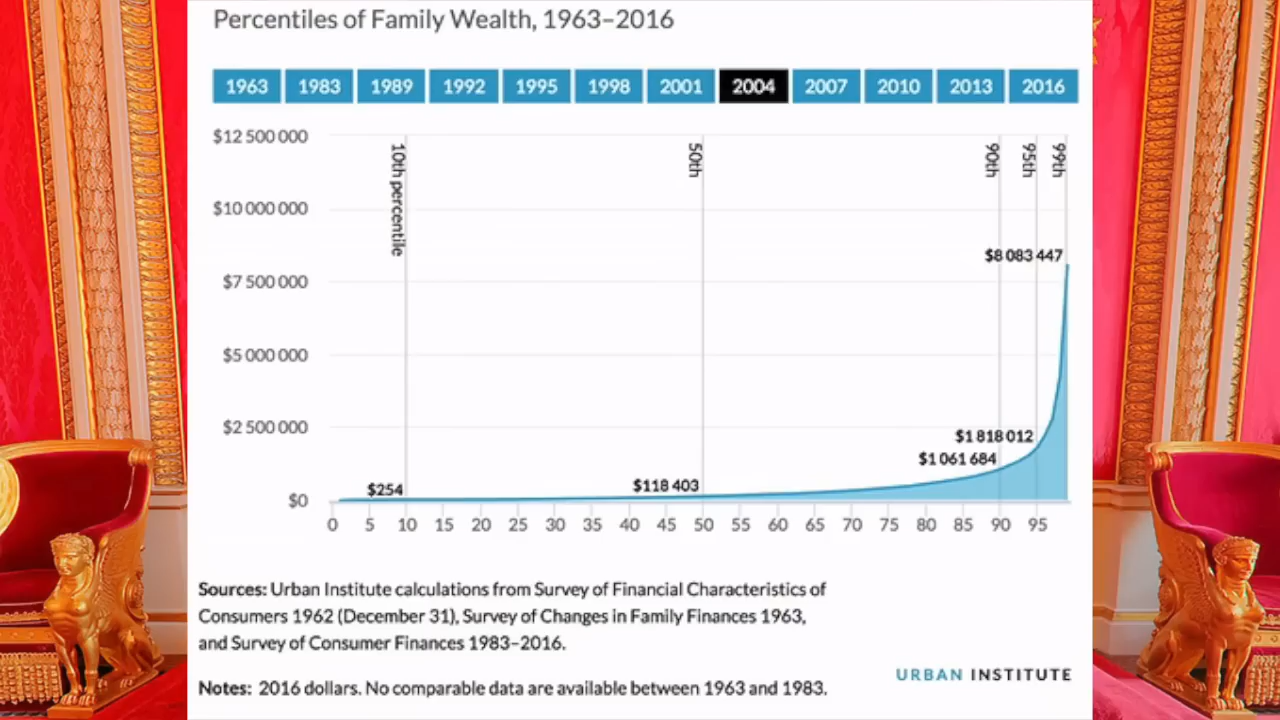 Percentiles of Family Wealth, 1963–2016
1963 1983 1989 1992 1995 1998 2001 2004 2007 2010 2013 2016
$12 500 000
10th percentile
50th
90th
95th
99th
$10 000 000
$8 083 447
$7 500 000
$5 000 000
$2 500 000
$1 818 012
$1 061 684
$118 403
$254
$0
0 5 10 15 20 25 30 35 40 45 50 55 60 65 70 75 80 85 90 95
Sources: Urban Institute calculations from Survey of Financial Characteristics of
Consumers 1962 (December 31), Survey of Changes in Family Finances 1963,
and Survey of Consumer Finances 1983–2016.
URBAN INSTITUTE
Notes: 2016 dollars. No comparable data are available between 1963 and 1983.